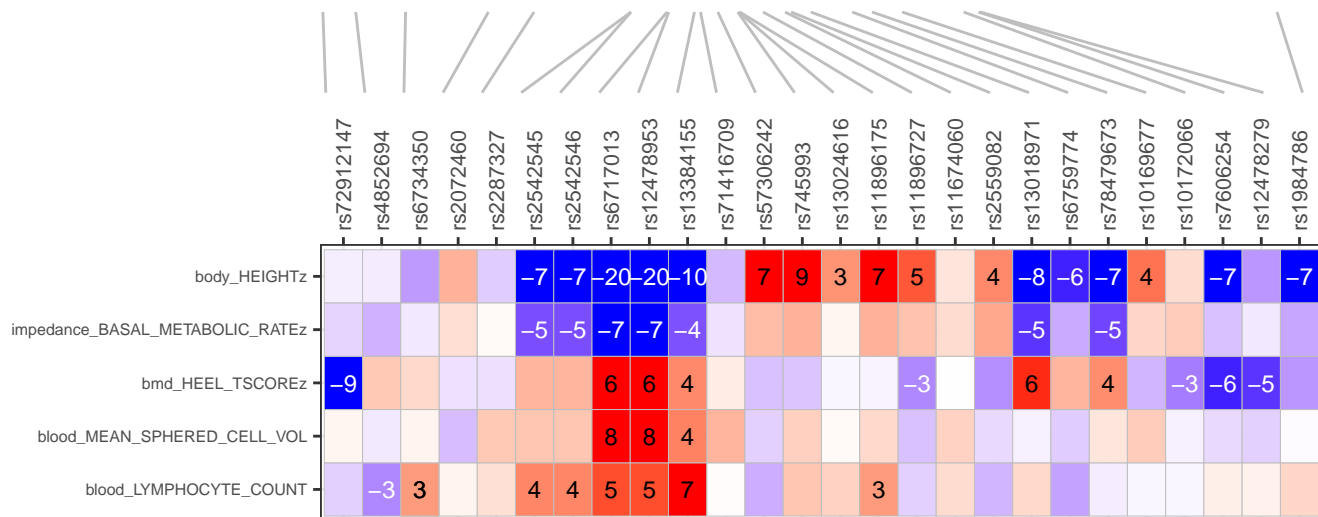 rs72912147
rs4852694
rs6734350
rs2072460
rs2287327
rs2542545
rs2542546
rs6717013
rs12478953
rs13384155
rs71416709
rs57306242
rs745993
rs13024616
rs11896175
rs11896727
rs11674060
rs2559082
rs13018971
rs6759774
rs78479673
rs10169677
rs10172066
rs7606254
rs12478279
rs1984786
body_HEIGHTz −7 −7 −20 −20 −10 7 9 3 7 5 4 −8 −6 −7 4 −7 −7
impedance_BASAL_METABOLIC_RATEz −5 −5 −7 −7 −4 −5 −5
bmd_HEEL_TSCOREz −9 6 6 4 −3 6 4 −3 −6 −5
blood_MEAN_SPHERED_CELL_VOL 8 8 4
blood_LYMPHOCYTE_COUNT −3 3 4 4 5 5 7 3